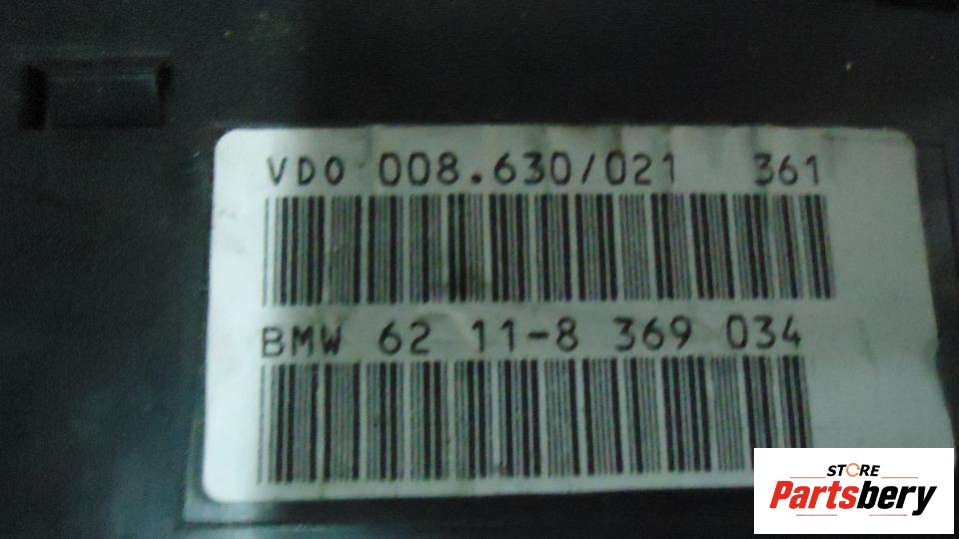 VDO 008.630/021 361
BMW 62 11-8 369 034
STORE
Partsbery